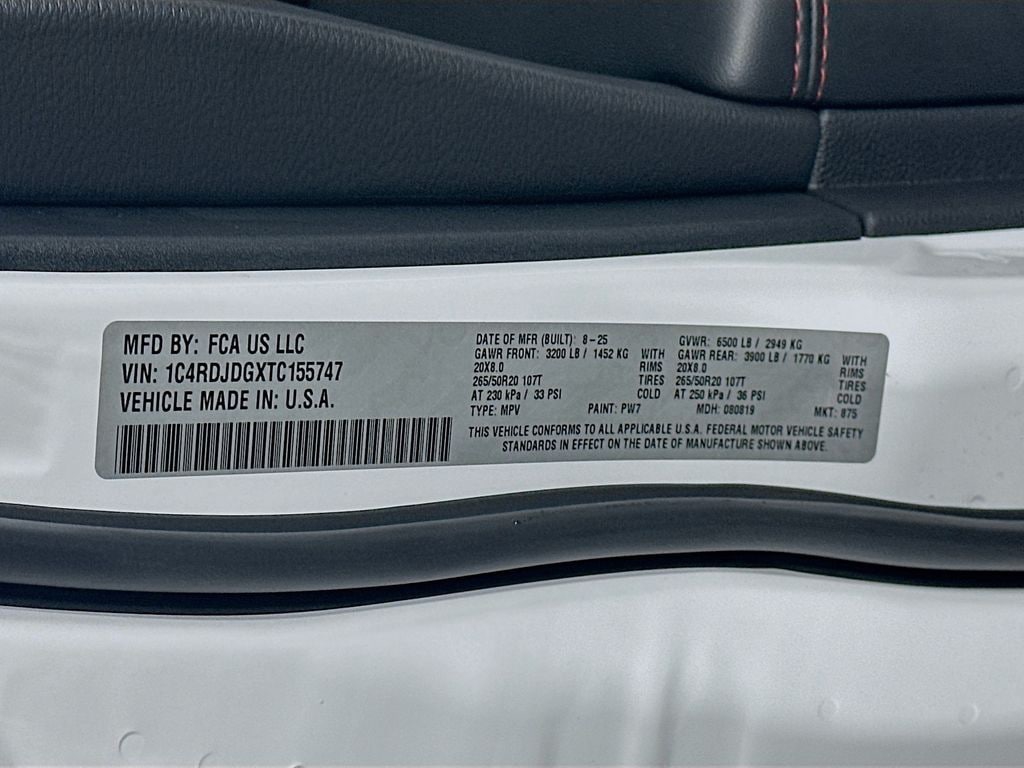 MFD BY: FCA US LLC
VIN: 1C4RDJDGXTC155747
VEHICLE MADE IN: U.S.A.
DATE OF MFR (BUILT): 8-25
GAWR FRONT: 3200 LB / 1452 KG WITH
20X8.0 RIMS
265/50R20 107T TIRES
AT 230 kPa / 33 PSI COLD
TYPE: MPV PAINT: PW7
GVWR: 6500 LB / 2949 KG
GAWR REAR: 3900 LB / 1770 KG WITH
20X8.0 RIMS
265/50R20 107T TIRES
AT 250 kPa / 36 PSI COLD
MDH: 080819 MKT: 875
THIS VEHICLE CONFORMS TO ALL APPLICABLE U.S.A. FEDERAL MOTOR VEHICLE SAFETY
STANDARDS IN EFFECT ON THE DATE OF MANUFACTURE SHOWN ABOVE.